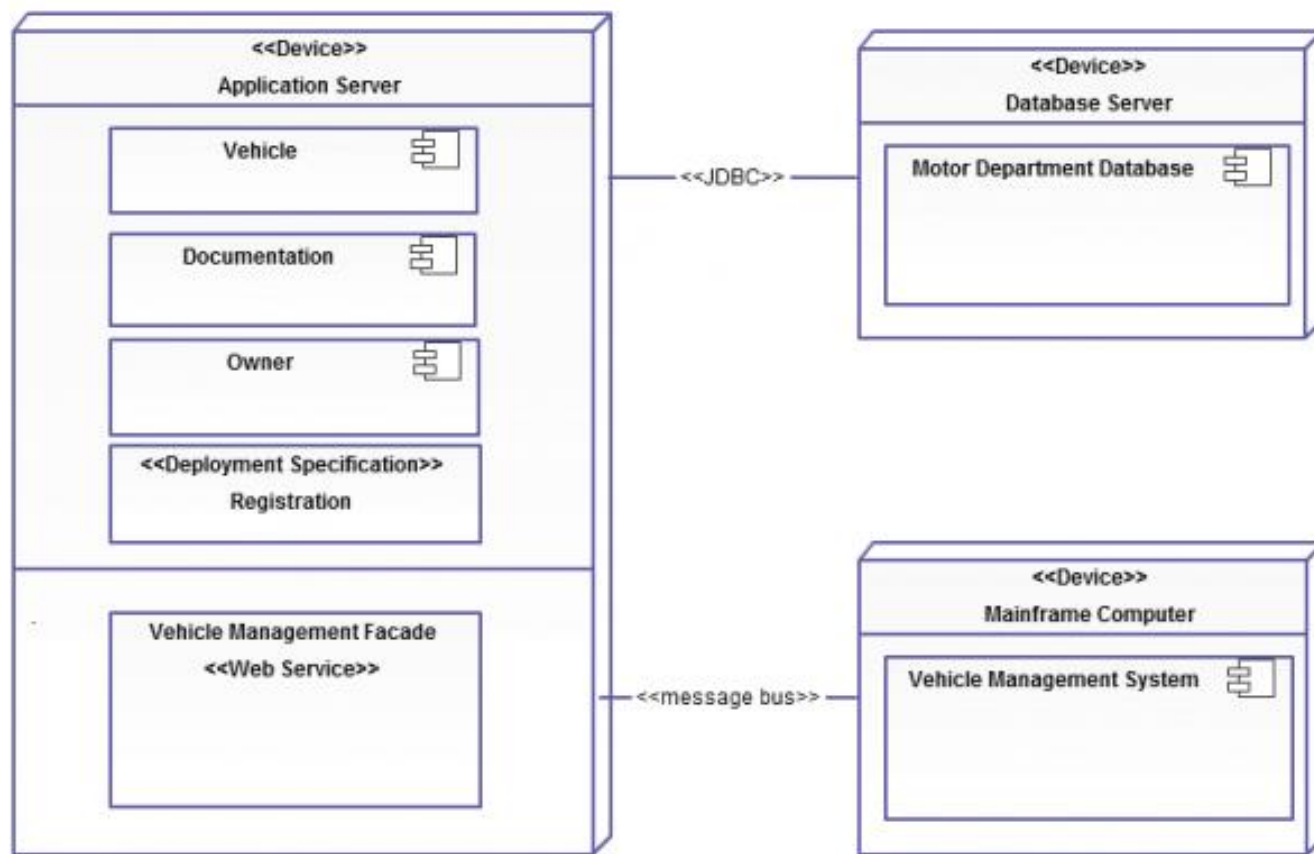 <<Device>>
Application Server
Vehicle
Documentation
Owner
<<Deployment Specification>>
Registration
Vehicle Management Facade
<<Web Service>>
<<JDBC>>
<<message bus>>
<<Device>>
Database Server
Motor Department Database
<<Device>>
Mainframe Computer
Vehicle Management System